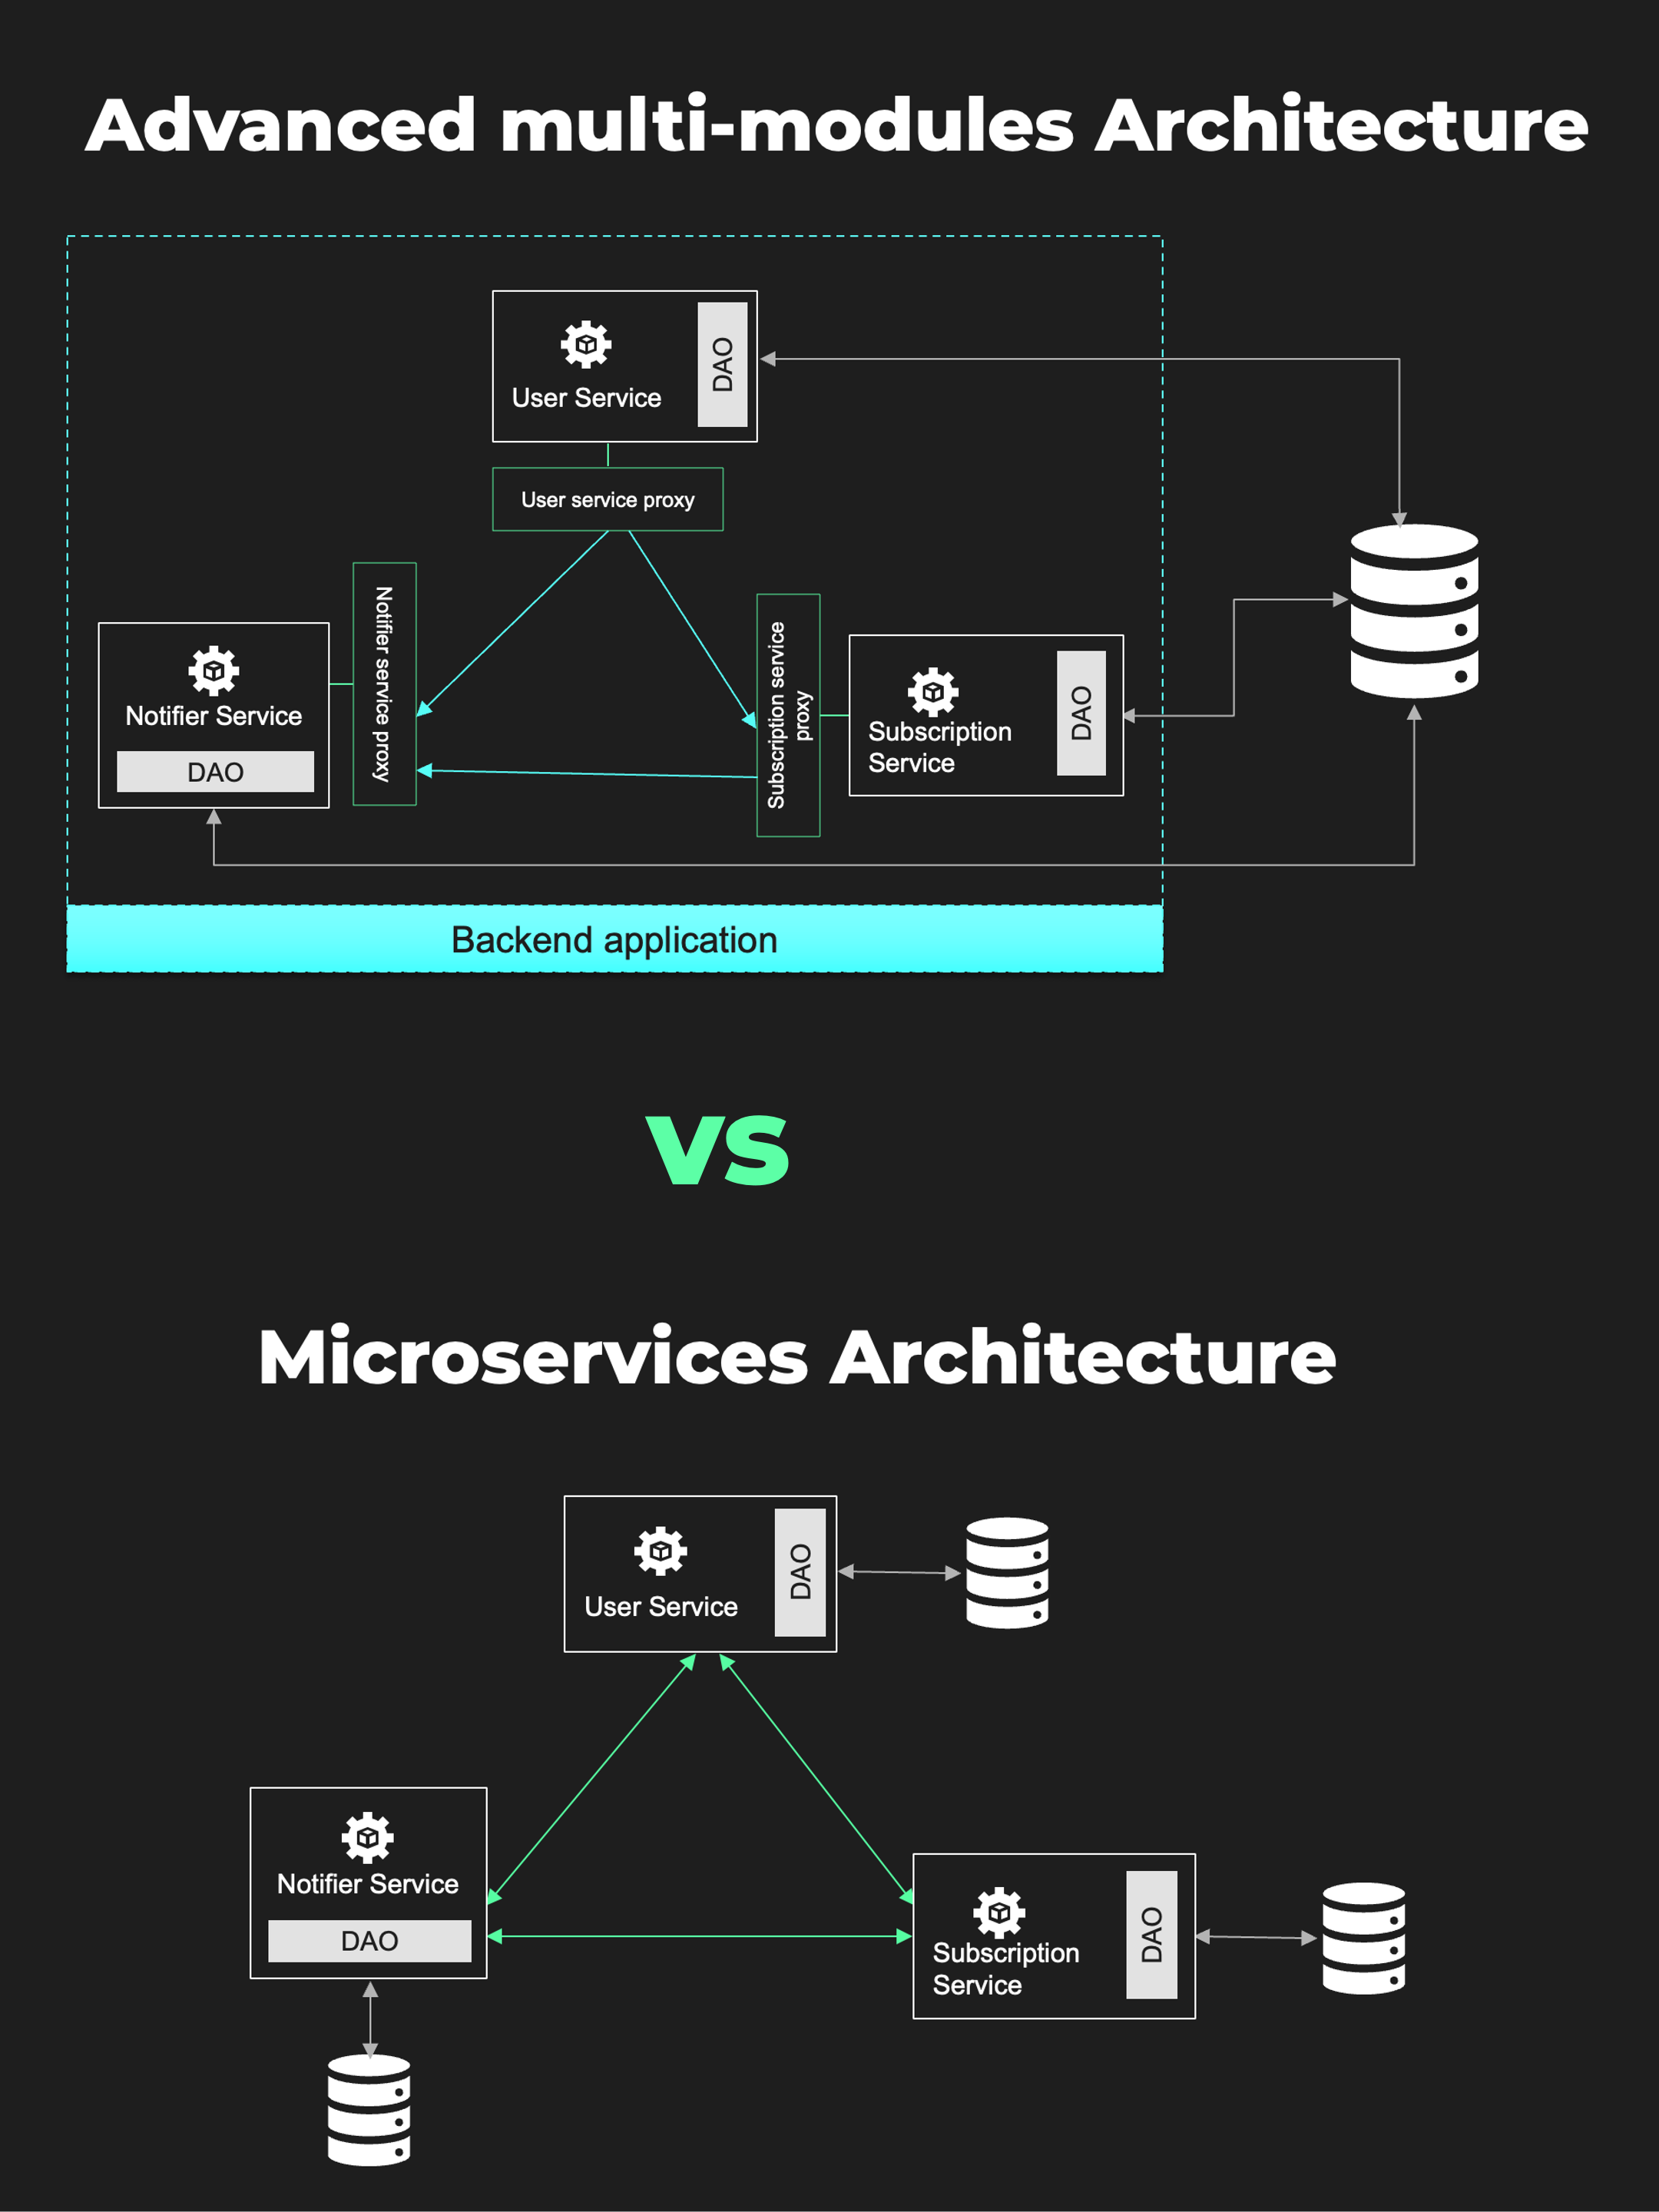 Advanced multi-modules Architecture
DAO
User Service
User service proxy
Notifier service proxy
Subscription service
proxy
Notifier Service
DAO
Subscription
Service
DAO
Backend application
VS
Microservices Architecture
DAO
User Service
Notifier Service
DAO
Subscription
Service
DAO